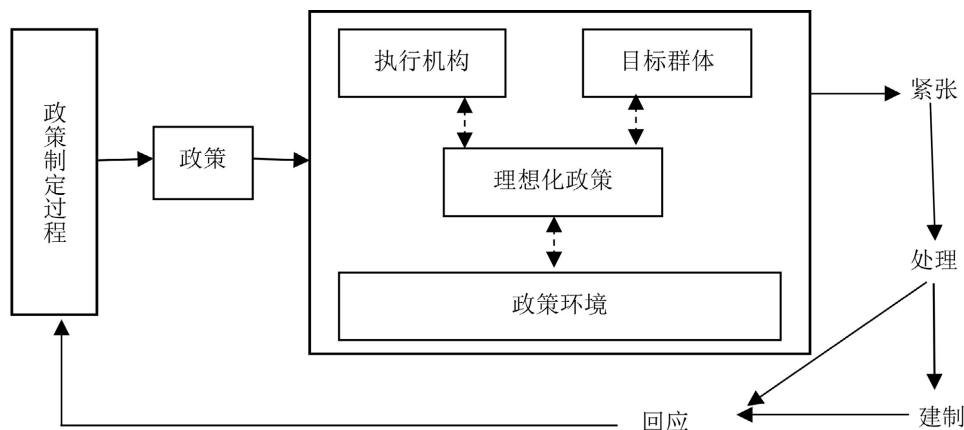 政策制定过程
政策
执行机构
目标群体
理想化政策
政策环境
紧张
处理
建制
回应